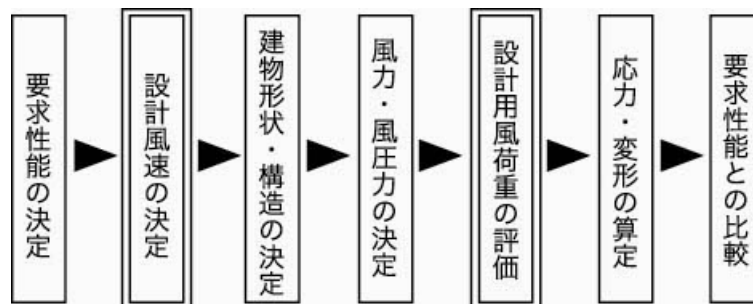 要求性能の決定
設計風速の決定
建物形状・構造の決定
風力・風圧力の決定
設計用風荷重の評価
応力・変形の算定
要求性能との比較